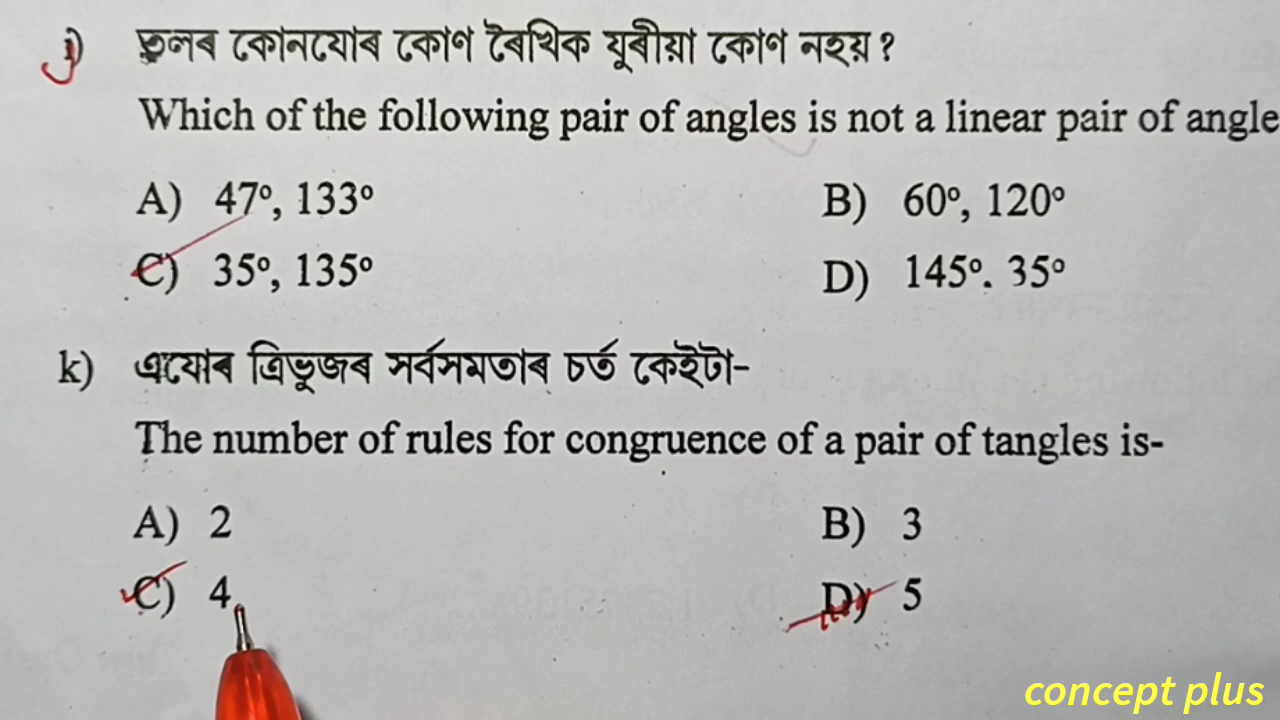 j) তলৰ কোনযোৰ কোণ ৰৈখিক যূৰীয়া কোণ নহয় ?
Which of the following pair of angles is not a linear pair of angle
A) 47°, 133°
B) 60°, 120°
C) 35°, 135°
D) 145°. 35°
k) এযোৰ ত্ৰিভূজৰ সৰ্বসমতাৰ চৰ্ত কেইটা-
The number of rules for congruence of a pair of tangles is-
A) 2
B) 3
C) 4
D) 5
concept plus